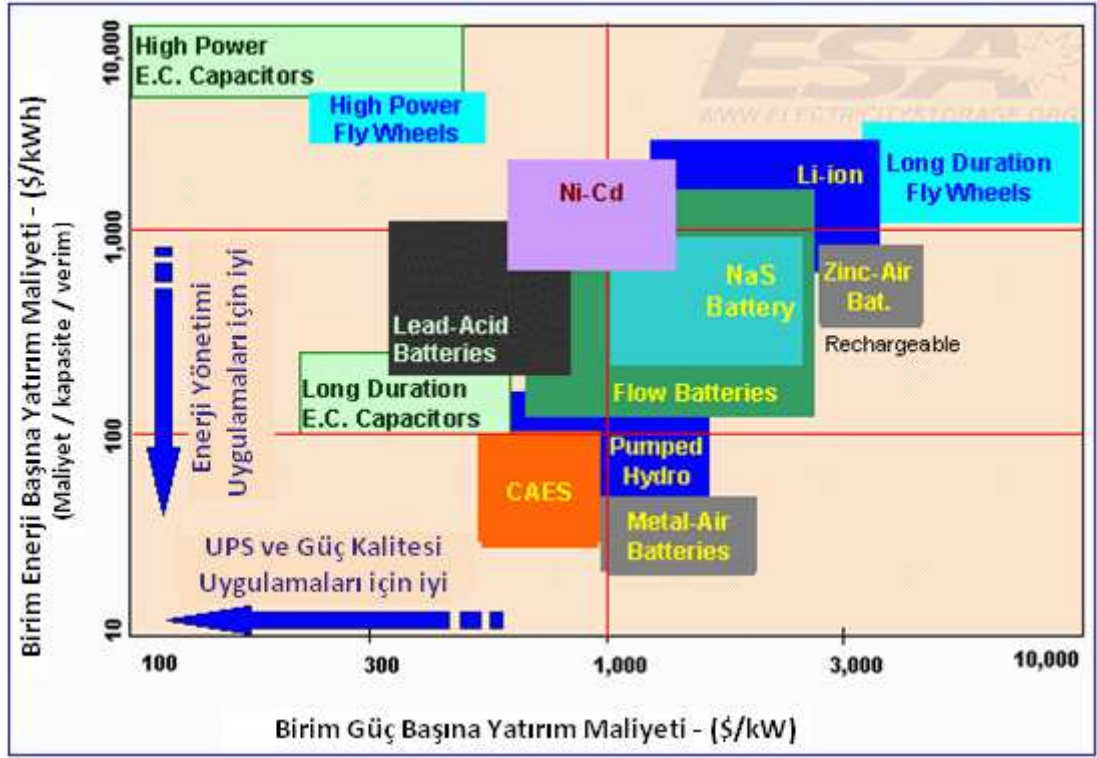 Birim Enerji Başına Yatırım Maliyeti - ($/kWh)
(Maliyet / kapasite / verim)
10,000
1,000
100
10
High Power
E.C. Capacitors
ESA
WWW.ELECTRICITYSTORAGE.ORG
High Power
Fly Wheels
Ni-Cd
Li-ion
Long Duration
Fly Wheels
Enerji Yönetimi
Uygulamaları için iyi
Lead-Acid
Batteries
NaS
Battery
Zinc-Air
Bat.
Rechargeable
Long Duration
E.C. Capacitors
Flow Batteries
CAES
Pumped
Hydro
Metal-Air
Batteries
UPS ve Güç Kalitesi
Uygulamaları için iyi
100
300
1,000
3,000
10,000
Birim Güç Başına Yatırım Maliyeti - ($/kW)